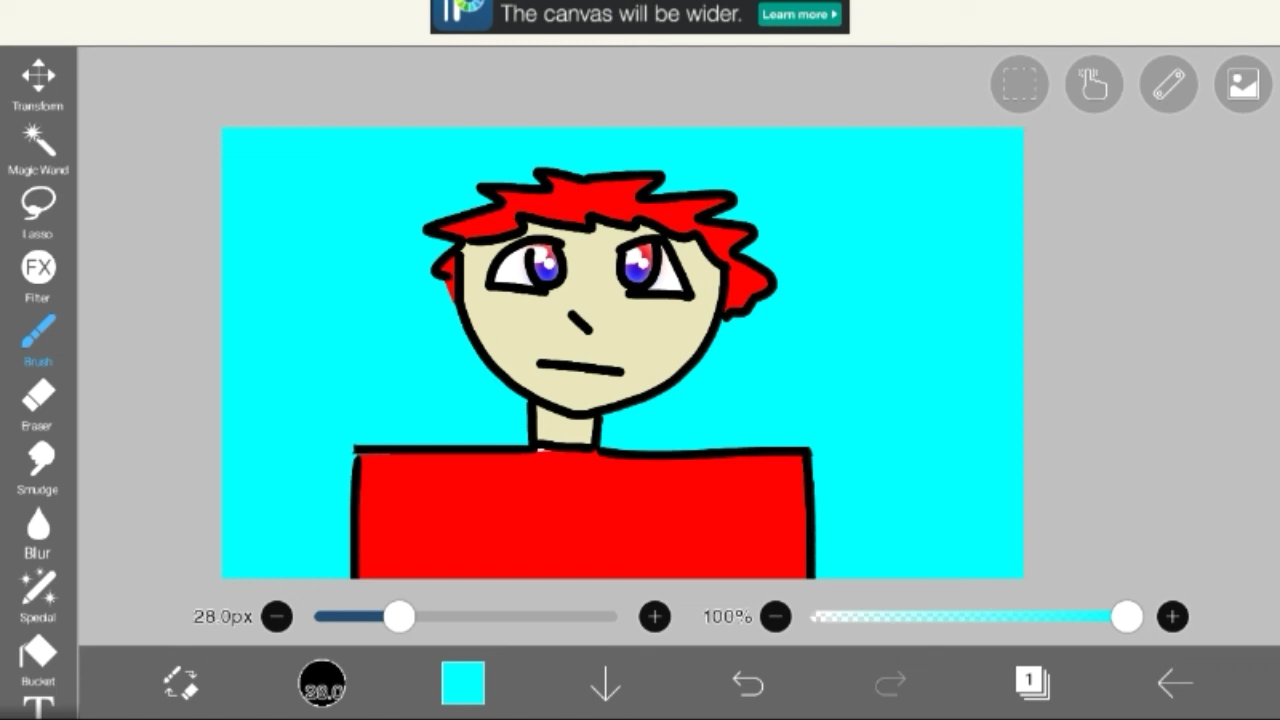 The canvas will be wider.
Learn more
Transform
Magic Wand
Lasso
FX
Filter
Brush
Eraser
Smudge
Blur
Special
Bucket
T
28.0px
100%
28.0
1